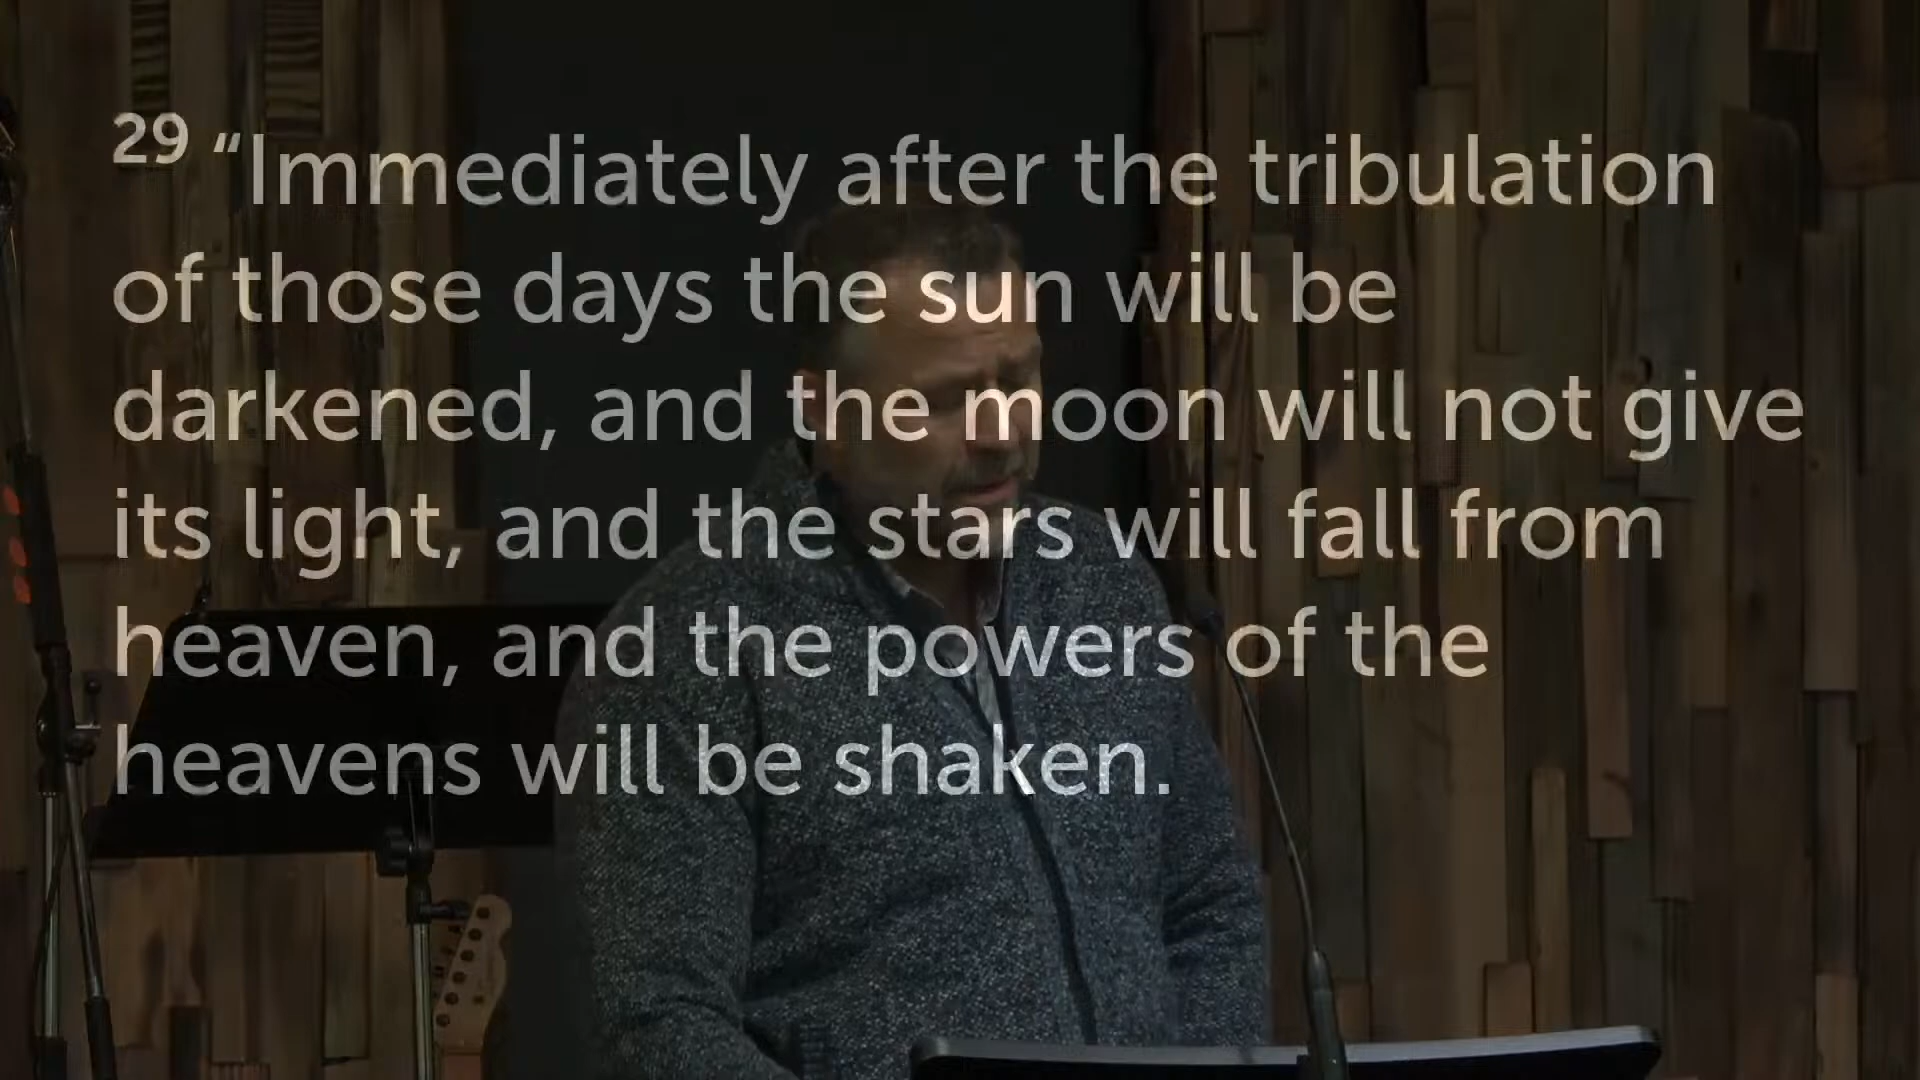 29 “Immediately after the tribulation
of those days the sun will be
darkened, and the moon will not give
its light, and the stars will fall from
heaven, and the powers of the
heavens will be shaken.